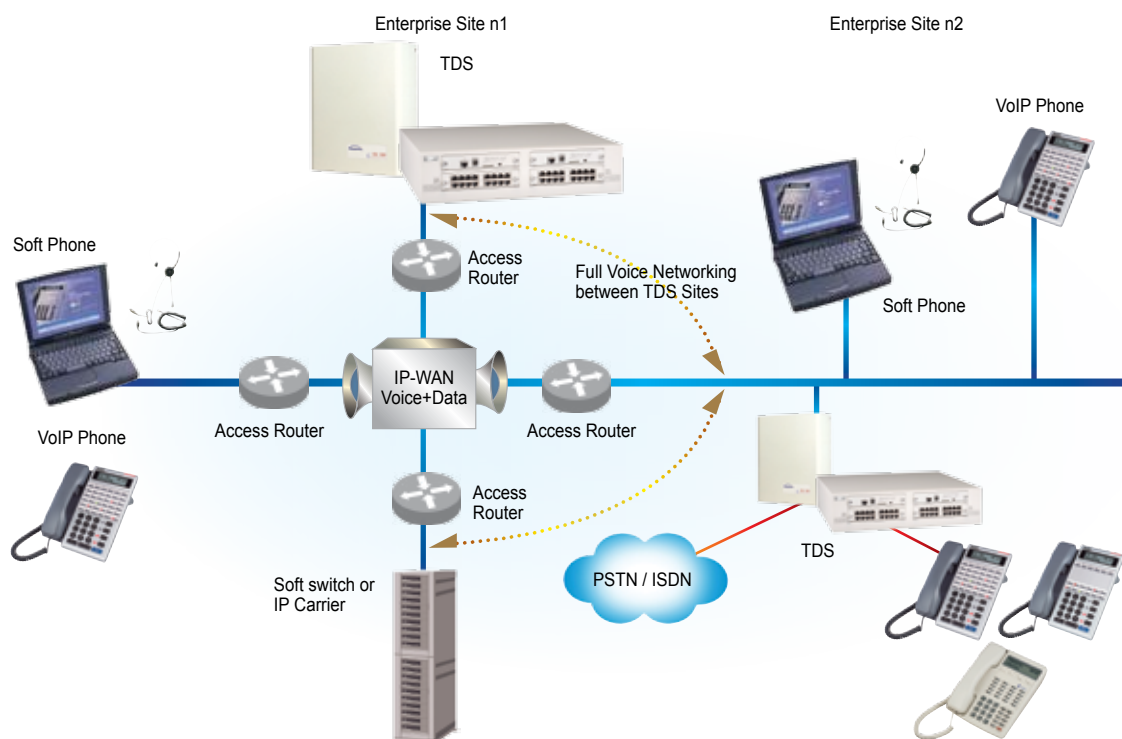 Enterprise Site n1
Enterprise Site n2
TDS
VoIP Phone
Soft Phone
Access
Router
Full Voice Networking
between TDS Sites
Soft Phone
IP-WAN
Voice+Data
Access Router
Access Router
VoIP Phone
Access
Router
TDS
PSTN / ISDN
Soft switch or
IP Carrier